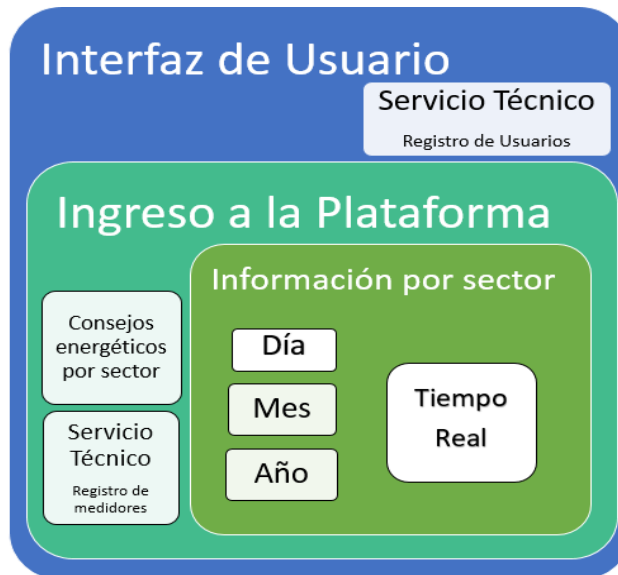 Interfaz de Usuario
Servicio Técnico
Registro de Usuarios
Ingreso a la Plataforma
Información por sector
Consejos
energéticos
por sector
Servicio
Técnico
Registro de
medidores
Día
Mes
Año
Tiempo
Real